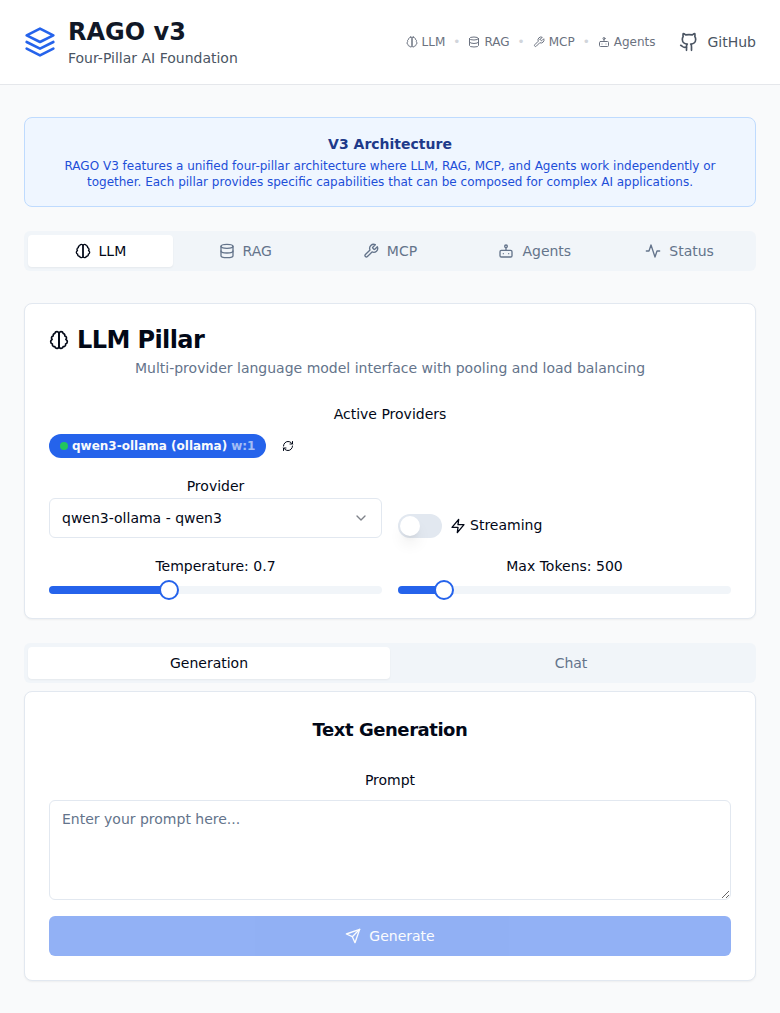 RAGO v3
Four-Pillar AI Foundation
LLM • RAG • MCP • Agents GitHub
V3 Architecture
RAGO V3 features a unified four-pillar architecture where LLM, RAG, MCP, and Agents work independently or
together. Each pillar provides specific capabilities that can be composed for complex AI applications.
LLM RAG MCP Agents Status
LLM Pillar
Multi-provider language model interface with pooling and load balancing
Active Providers
qwen3-ollama (ollama) w:1
Provider
qwen3-ollama - qwen3 Streaming
Temperature: 0.7 Max Tokens: 500
Generation Chat
Text Generation
Prompt
Enter your prompt here...
Generate